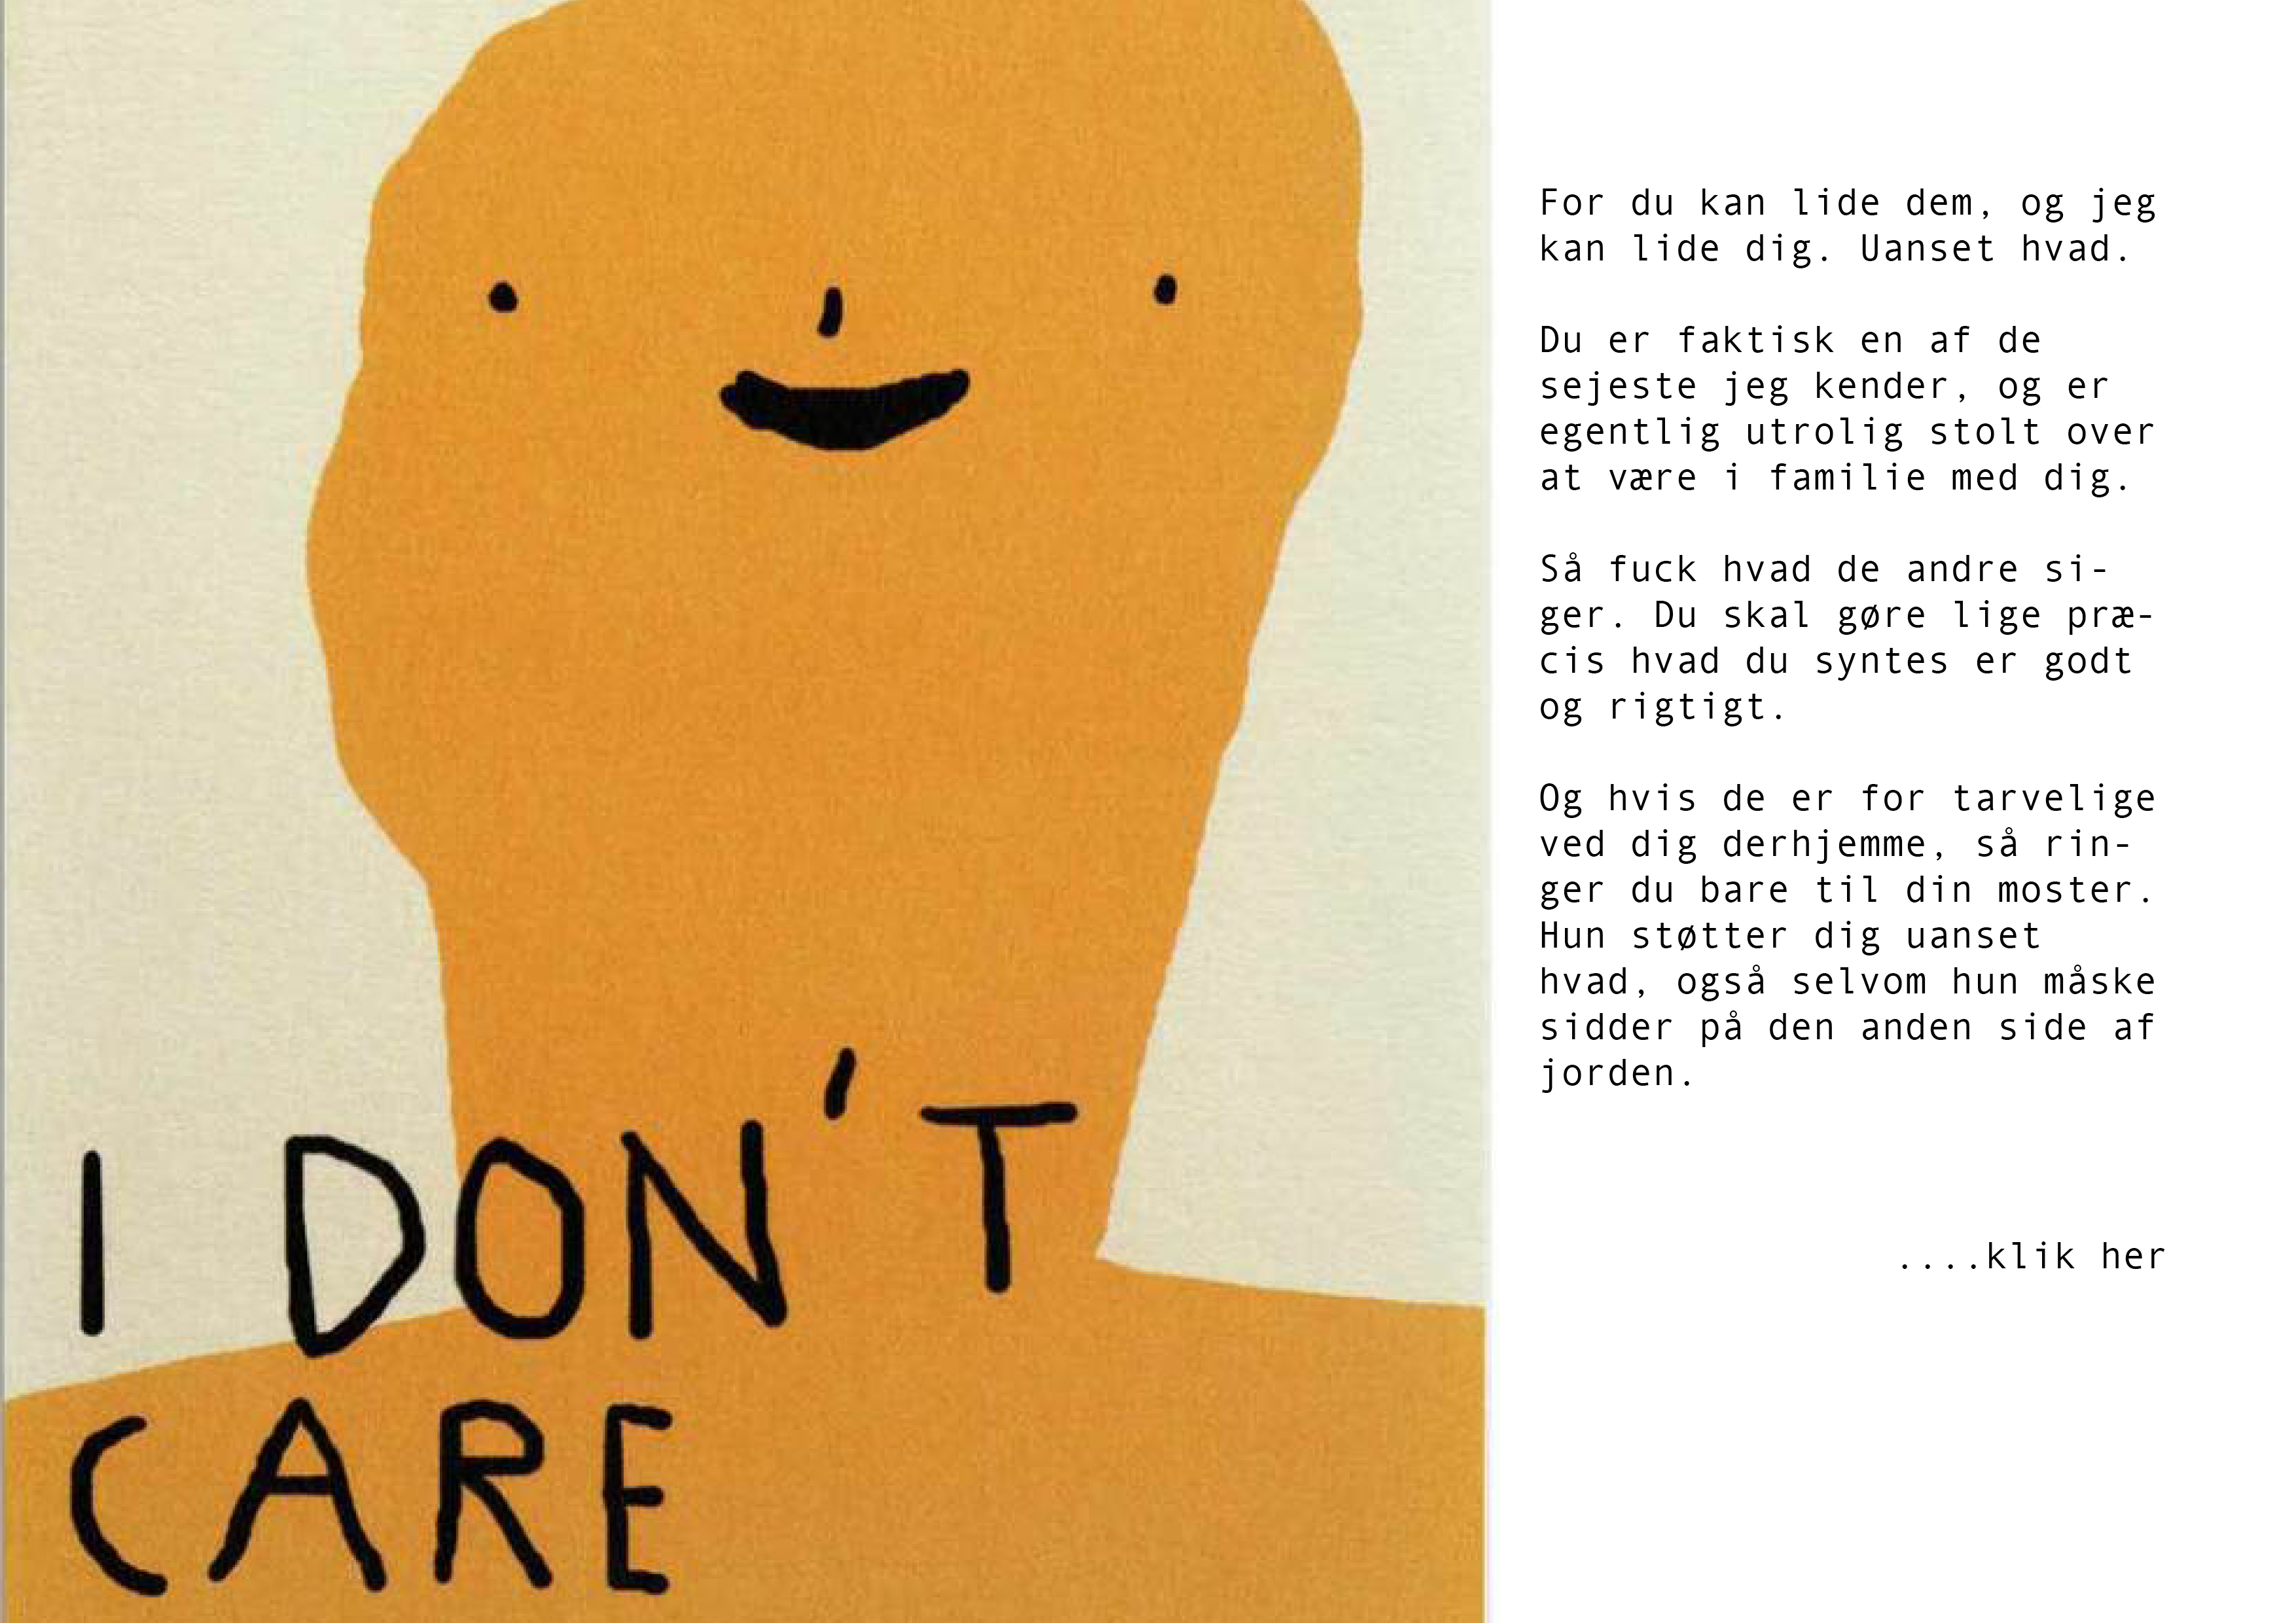 I DON'T
CARE
For du kan lide dem, og jeg
kan lide dig. Uanset hvad.
Du er faktisk en af de
sejeste jeg kender, og er
egentlig utrolig stolt over
at være i familie med dig.
Så fuck hvad de andre si-
ger. Du skal gøre lige præ-
cis hvad du syntes er godt
og rigtigt.
Og hvis de er for tarvelige
ved dig derhjemme, så rin-
ger du bare til din moster.
Hun støtter dig uanset
hvad, også selvom hun måske
sidder på den anden side af
jorden.
....klik her